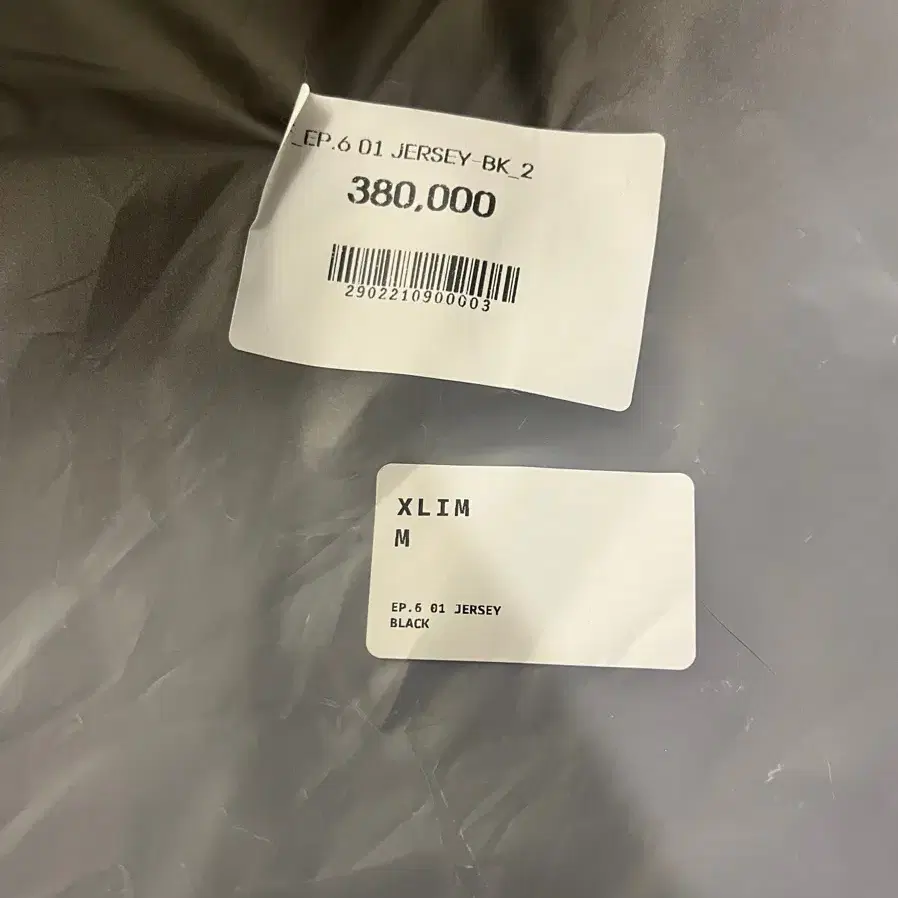 _EP.6 01 JERSEY-BK_2
380,000
2902210900003
XLIM
M
EP.6 01 JERSEY
BLACK